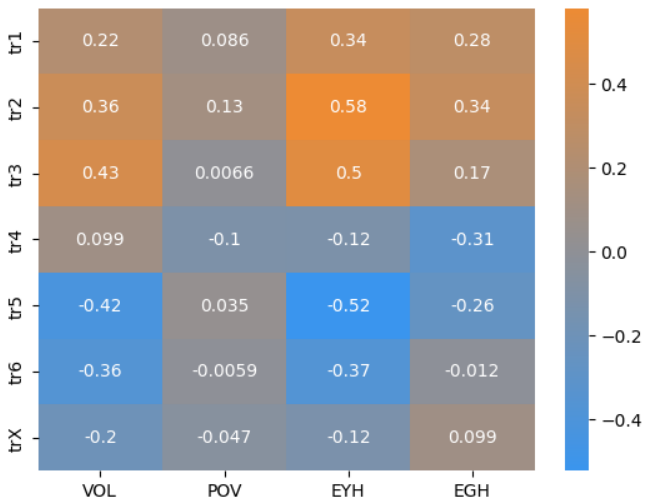 tr1 0.22 0.086 0.34 0.28
tr2 0.36 0.13 0.58 0.34
tr3 0.43 0.0066 0.5 0.17
tr4 0.099 -0.1 -0.12 -0.31
tr5 -0.42 0.035 -0.52 -0.26
tr6 -0.36 -0.0059 -0.37 -0.012
trX -0.2 -0.047 -0.12 0.099
VOL POV EYH EGH
0.4
0.2
0.0
−0.2
−0.4